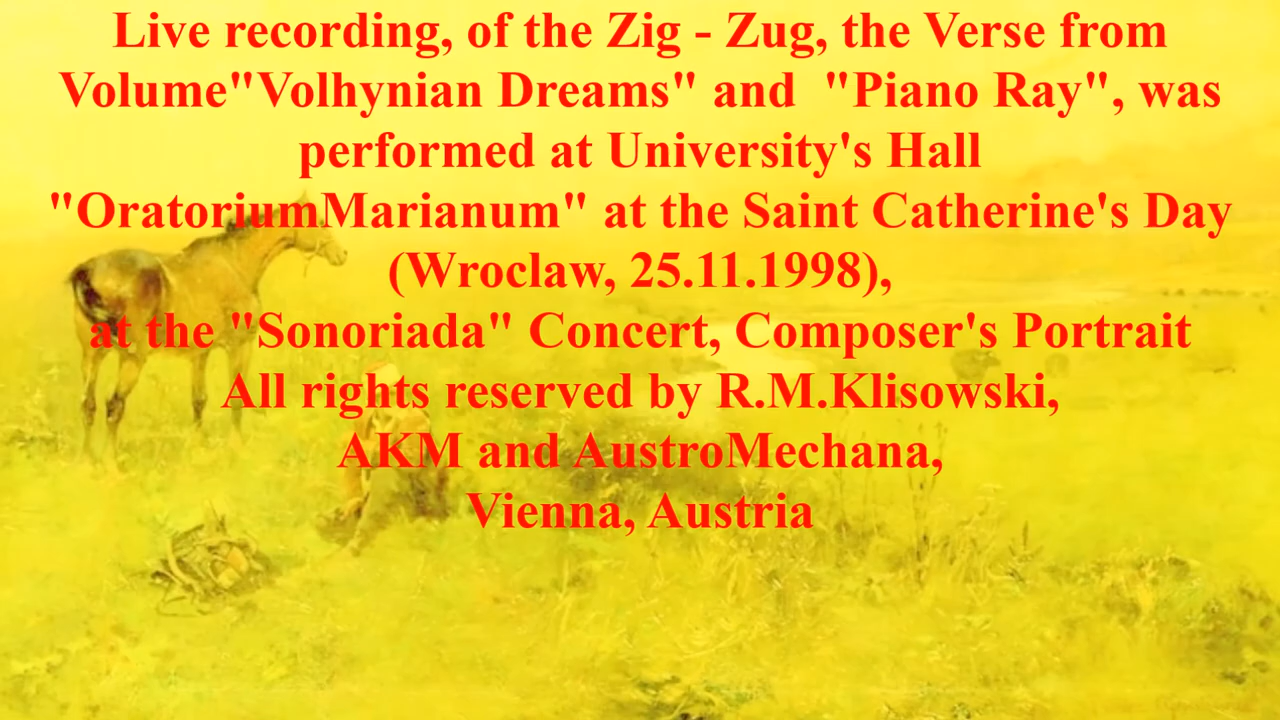 Live recording, of the Zig - Zug, the Verse from
Volume"Volhynian Dreams" and  "Piano Ray", was
performed at University's Hall
"OratoriumMarianum" at the Saint Catherine's Day
(Wroclaw, 25.11.1998),
at the "Sonoriada" Concert, Composer's Portrait
All rights reserved by R.M.Klisowski,
AKM and AustroMechana,
Vienna, Austria